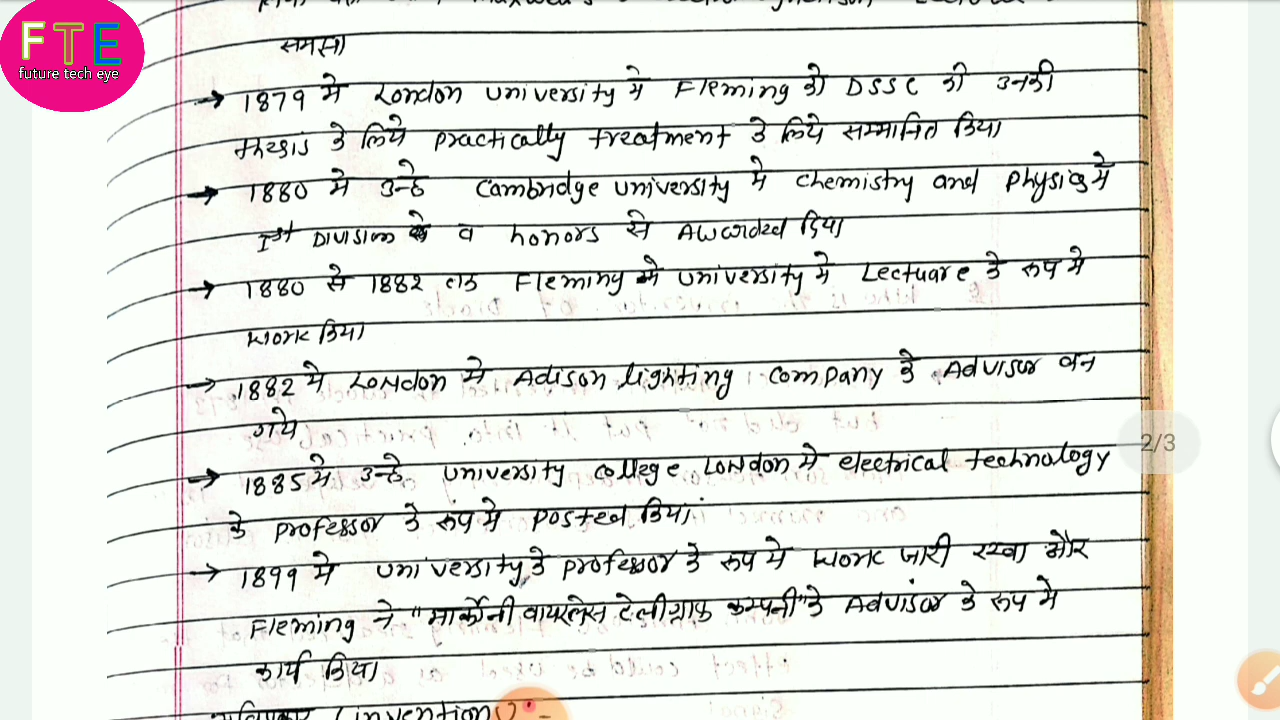 FTE
future tech eye
समझा
→ 1879 मे London university मे Fleming को DSSC की उनकी
thesis के लिये practically treatment के लिये सम्मानित किया
→ 1880 मे उन्हे Cambridge university मे chemistry and physics मे
Ist Division व honors से Awarded किया
→ 1880 से 1882 तक Fleming ने university मे Lectuare के रूप मे
work किया
→ 1882 मे London मे Adison lighting company के Advisor बन
गये
2/3
→ 1885 मे उन्हे university college London मे electrical technology
के professor के रूप मे posted किया
→ 1899 मे university के professor के रूप मे work जारी रखा और
Fleming ने "मार्कोनी वायरलेस टेलीग्राफ कम्पनी" के Advisor के रूप मे
कार्य किया
(inventions) :-